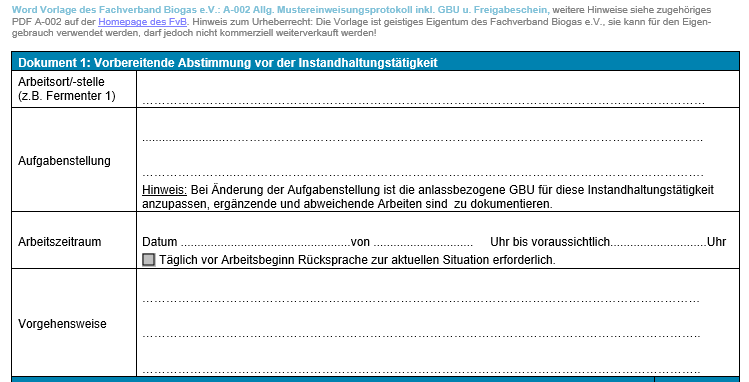 Word Vorlage des Fachverband Biogas e.V.: A-002 Allg. Mustereinweisungsprotokoll inkl. GBU u. Freigabeschein, weitere Hinweise siehe zugehöriges
PDF A-002 auf der Homepage des FvB. Hinweis zum Urheberrecht: Die Vorlage ist geistiges Eigentum des Fachverband Biogas e.V., sie kann für den Eigen-
gebrauch verwendet werden, darf jedoch nicht kommerziell weiterverkauft werden!
Dokument 1: Vorbereitende Abstimmung vor der Instandhaltungstätigkeit
Arbeitsort/-stelle
(z.B. Fermenter 1)
Aufgabenstellung
Hinweis: Bei Änderung der Aufgabenstellung ist die anlassbezogene GBU für diese Instandhaltungstätigkeit
anzupassen, ergänzende und abweichende Arbeiten sind zu dokumentieren.
Arbeitszeitraum
Datum ...................................................von .............................. Uhr bis voraussichtlich.............................Uhr
Täglich vor Arbeitsbeginn Rücksprache zur aktuellen Situation erforderlich.
Vorgehensweise